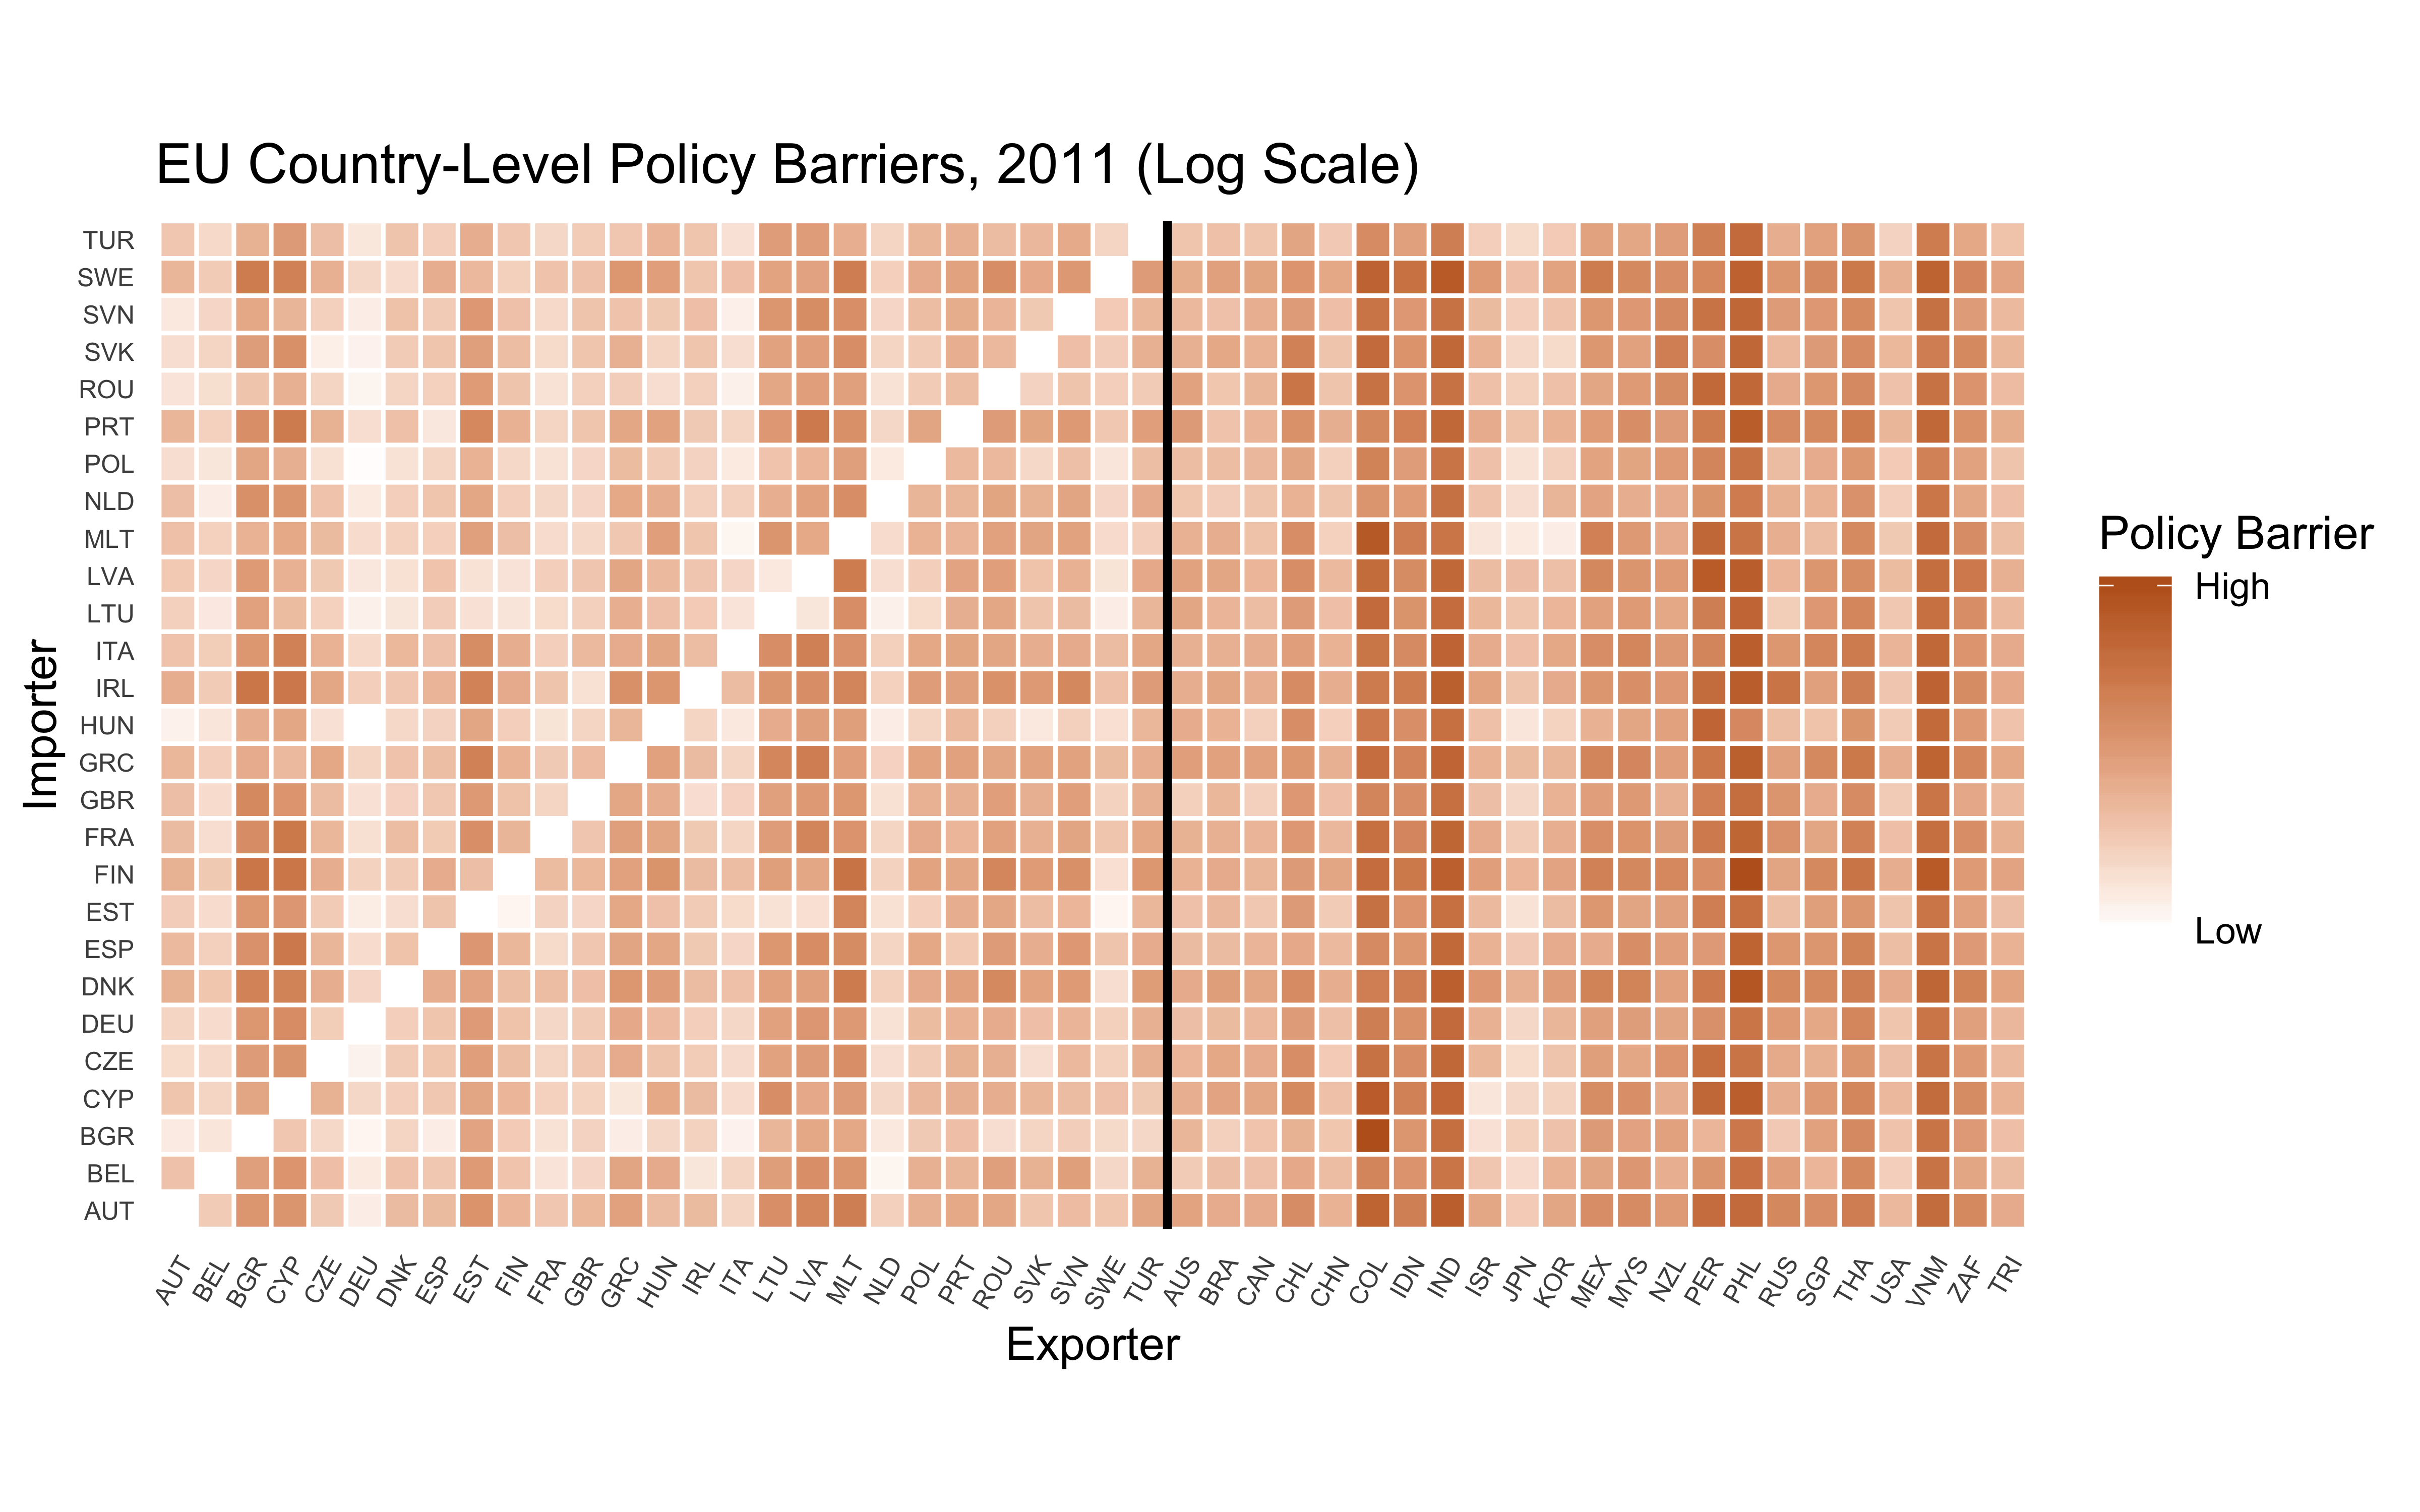 EU Country-Level Policy Barriers, 2011 (Log Scale)
TUR
SWE
SVN
SVK
ROU
PRT
POL
NLD
MLT
LVA
LTU
ITA
IRL
HUN
GRC
GBR
FRA
FIN
EST
ESP
DNK
DEU
CZE
CYP
BGR
BEL
AUT
Importer
AUT BEL BGR CYP CZE DEU DNK ESP EST FIN FRA GBR GRC HUN IRL ITA LTU LVA MLT NLD POL PRT ROU SVK SVN SWE TUR AUS BRA CAN CHL CHN COL IDN IND ISR JPN KOR MEX MYS NZL PER PHL RUS SGP THA USA VNM ZAF TRI
Exporter
Policy Barrier
High
Low